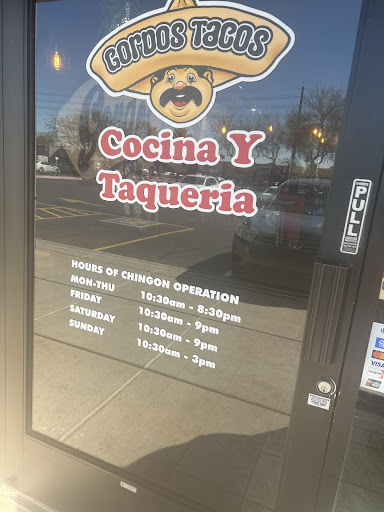 GORDOS TACOS
Cocina Y
Taqueria
PULL
HOURS OF CHINGON OPERATION
MON-THU 10:30am - 8:30pm
FRIDAY 10:30am - 9pm
SATURDAY 10:30am - 9pm
SUNDAY 10:30am - 3pm
VISA